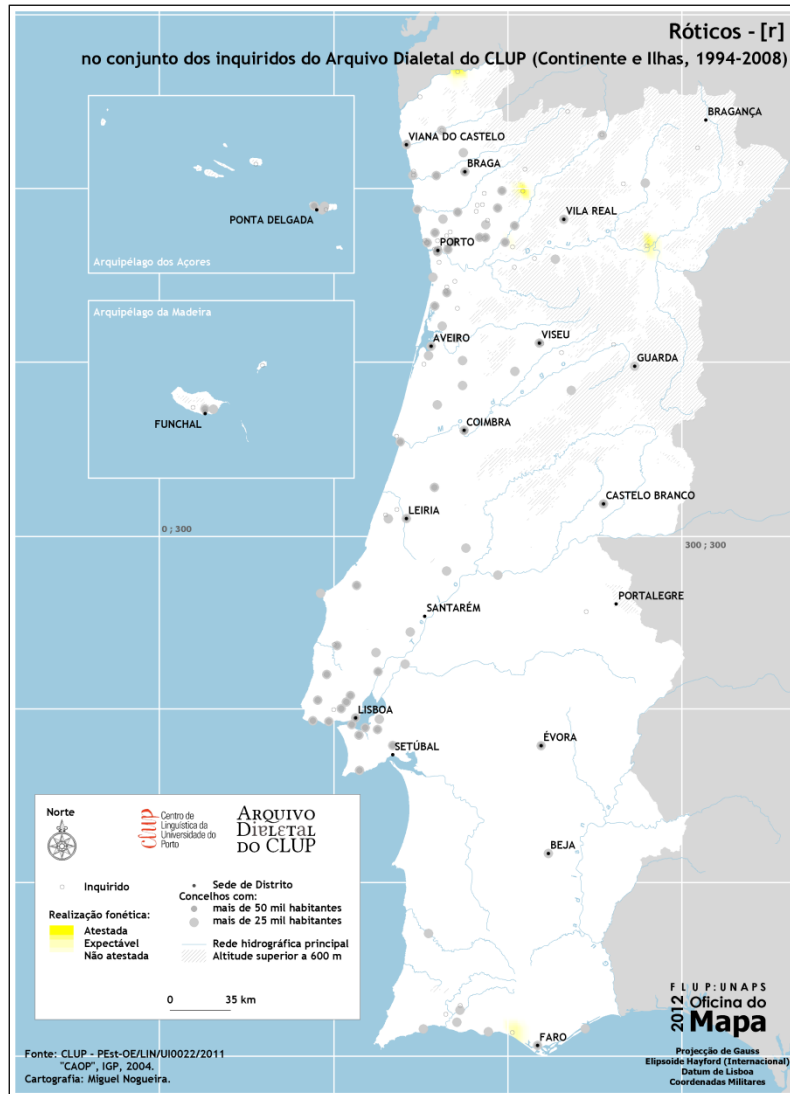 Róticos - [r]
no conjunto dos inquiridos do Arquivo Dialetal do CLUP (Continente e Ilhas, 1994-2008)
BRAGANÇA
VIANA DO CASTELO
BRAGA
PONTA DELGADA
VILA REAL
PORTO
Arquipélago dos Açores
Arquipélago da Madeira
AVEIRO
VISEU
GUARDA
FUNCHAL
COIMBRA
CASTELO BRANCO
LEIRIA
0 ; 300
300 ; 300
PORTALEGRE
SANTARÉM
LISBOA
ÉVORA
SETÚBAL
BEJA
FARO
Norte
clup
Centro de
Linguística da
Universidade do
Porto
ARQUIVO
DIALETAL
DO CLUP
Inquirido
Realização fonética:
Atestada
Expectável
Não atestada
Sede de Distrito
Concelhos com:
mais de 50 mil habitantes
mais de 25 mil habitantes
Rede hidrográfica principal
Altitude superior a 600 m
0 35 km
Fonte: CLUP - PEst-OE/LIN/UI0022/2011
"CAOP", IGP, 2004.
Cartografia: Miguel Nogueira.
FLUP:UNAPS
2012 Oficina do
Mapa
Projecção de Gauss
Elipsoide Hayford (Internacional)
Datum de Lisboa
Coordenadas Militares